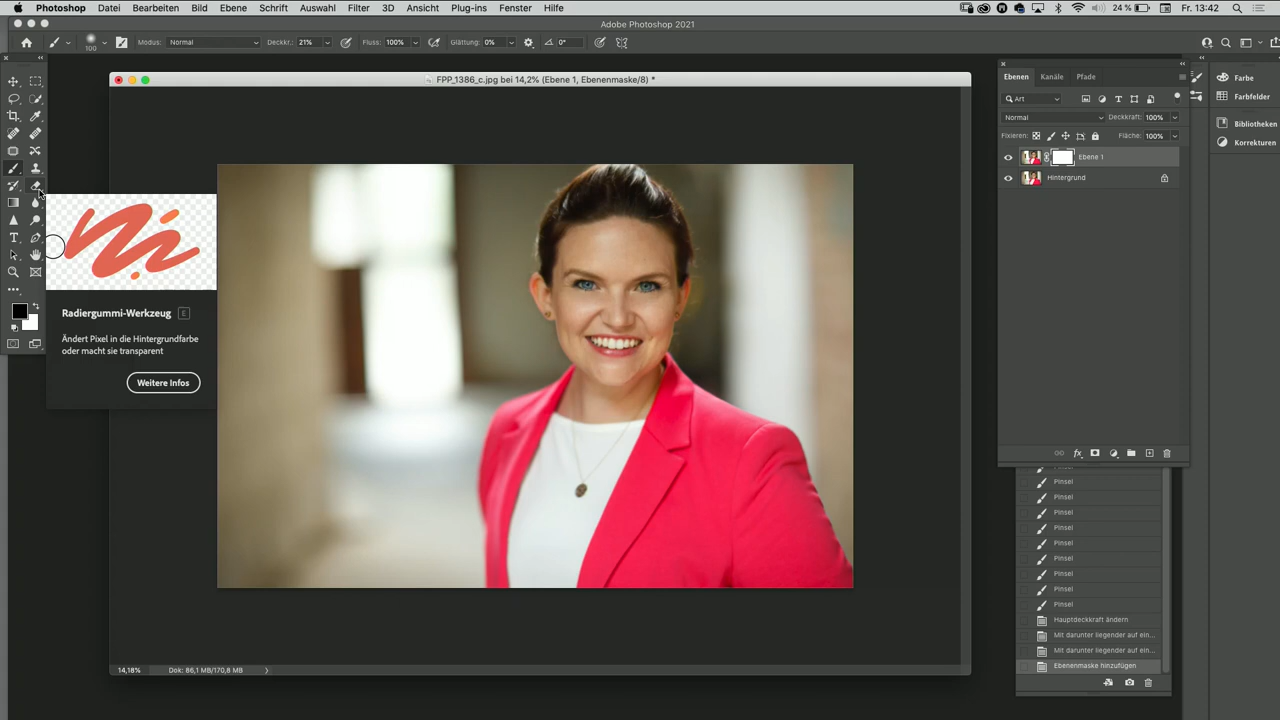 Photoshop Datei Bearbeiten Bild Ebene Schrift Auswahl Filter 3D Ansicht Plug-ins Fenster Hilfe 24 % Fr. 13:42
Adobe Photoshop 2021
100 Modus: Normal Deckkr.: 21% Fluss: 100% Glättung: 0% 0°
FPP_1386_c.jpg bei 14,2% (Ebene 1, Ebenenmaske/8) *
Ebenen Kanäle Pfade
Farbe
Farbfelder
Bibliotheken
Korrekturen
Art
Normal Deckkraft: 100%
Fixieren: Fläche: 100%
Ebene 1
Hintergrund
Radiergummi-Werkzeug E
Ändert Pixel in die Hintergrundfarbe
oder macht sie transparent
Weitere Infos
fx
Pinsel
Pinsel
Pinsel
Pinsel
Pinsel
Pinsel
Pinsel
Pinsel
Pinsel
Hauptdeckkraft ändern
Mit darunter liegender auf ein...
Mit darunter liegender auf ein...
Ebenenmaske hinzufügen
14,18% Dok: 86,1 MB/170,8 MB